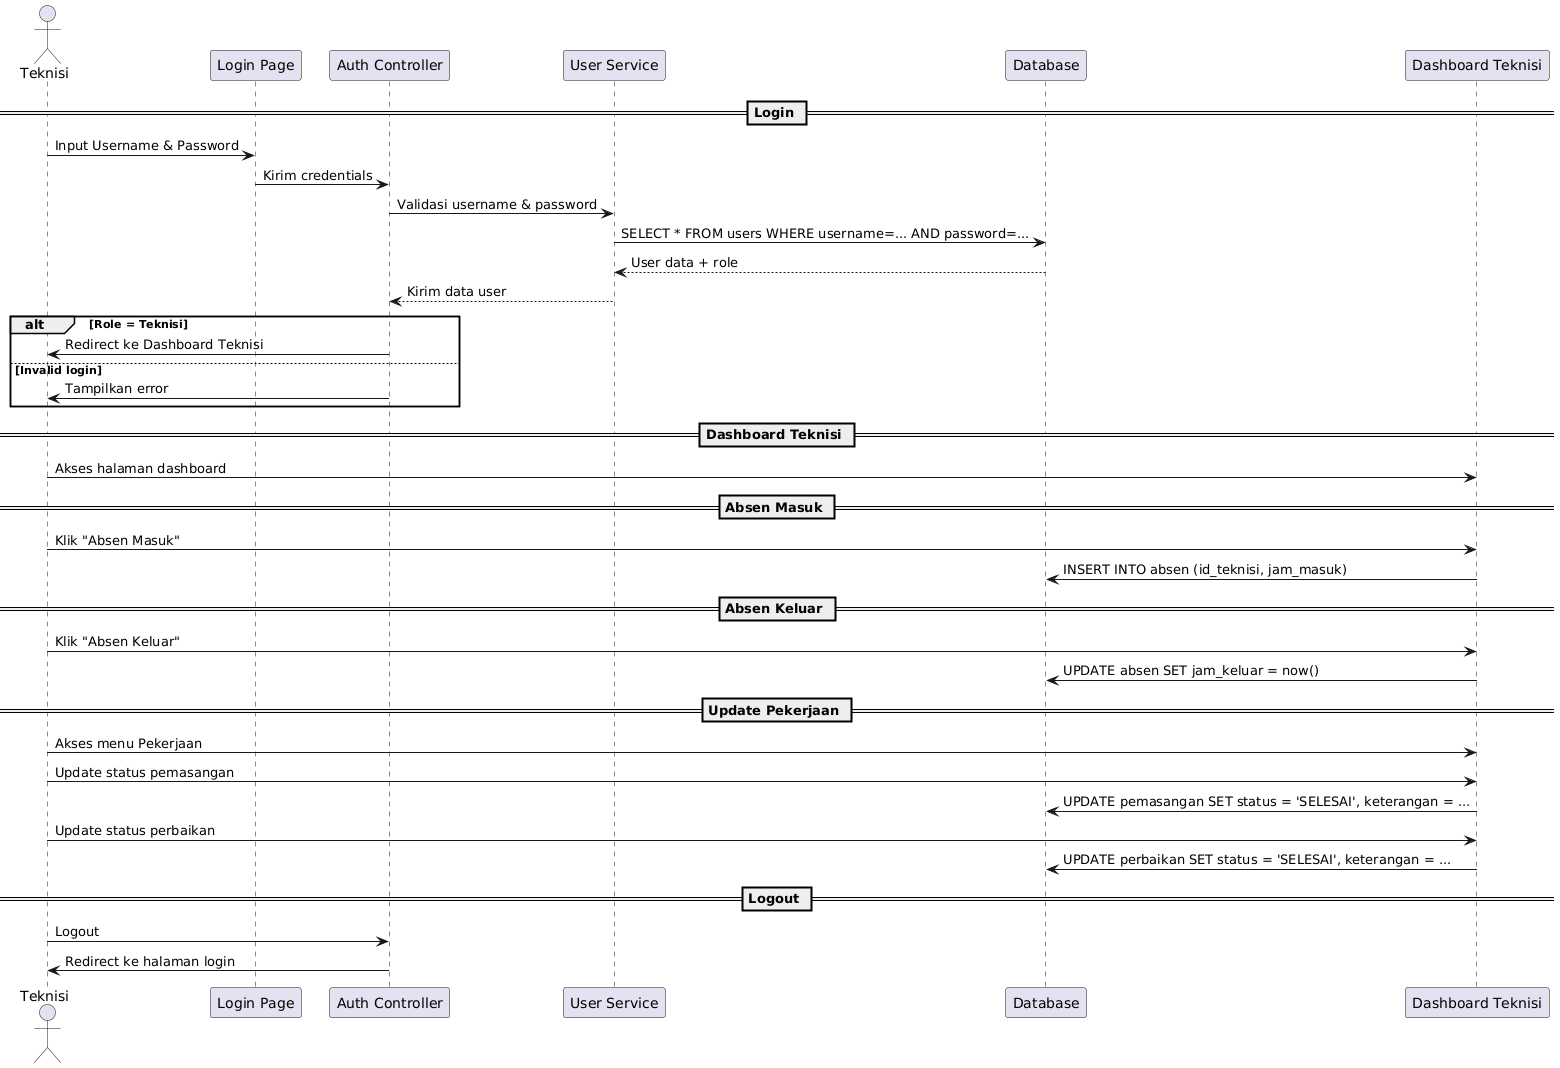 Teknisi
Login Page
Auth Controller
User Service
Database
Dashboard Teknisi
Login
Input Username & Password
Kirim credentials
Validasi username & password
SELECT * FROM users WHERE username=... AND password=...
User data + role
Kirim data user
alt [Role = Teknisi]
Redirect ke Dashboard Teknisi
[Invalid login]
Tampilkan error
Dashboard Teknisi
Akses halaman dashboard
Absen Masuk
Klik "Absen Masuk"
INSERT INTO absen (id_teknisi, jam_masuk)
Absen Keluar
Klik "Absen Keluar"
UPDATE absen SET jam_keluar = now()
Update Pekerjaan
Akses menu Pekerjaan
Update status pemasangan
UPDATE pemasangan SET status = 'SELESAI', keterangan = ...
Update status perbaikan
UPDATE perbaikan SET status = 'SELESAI', keterangan = ...
Logout
Logout
Redirect ke halaman login
Teknisi
Login Page
Auth Controller
User Service
Database
Dashboard Teknisi